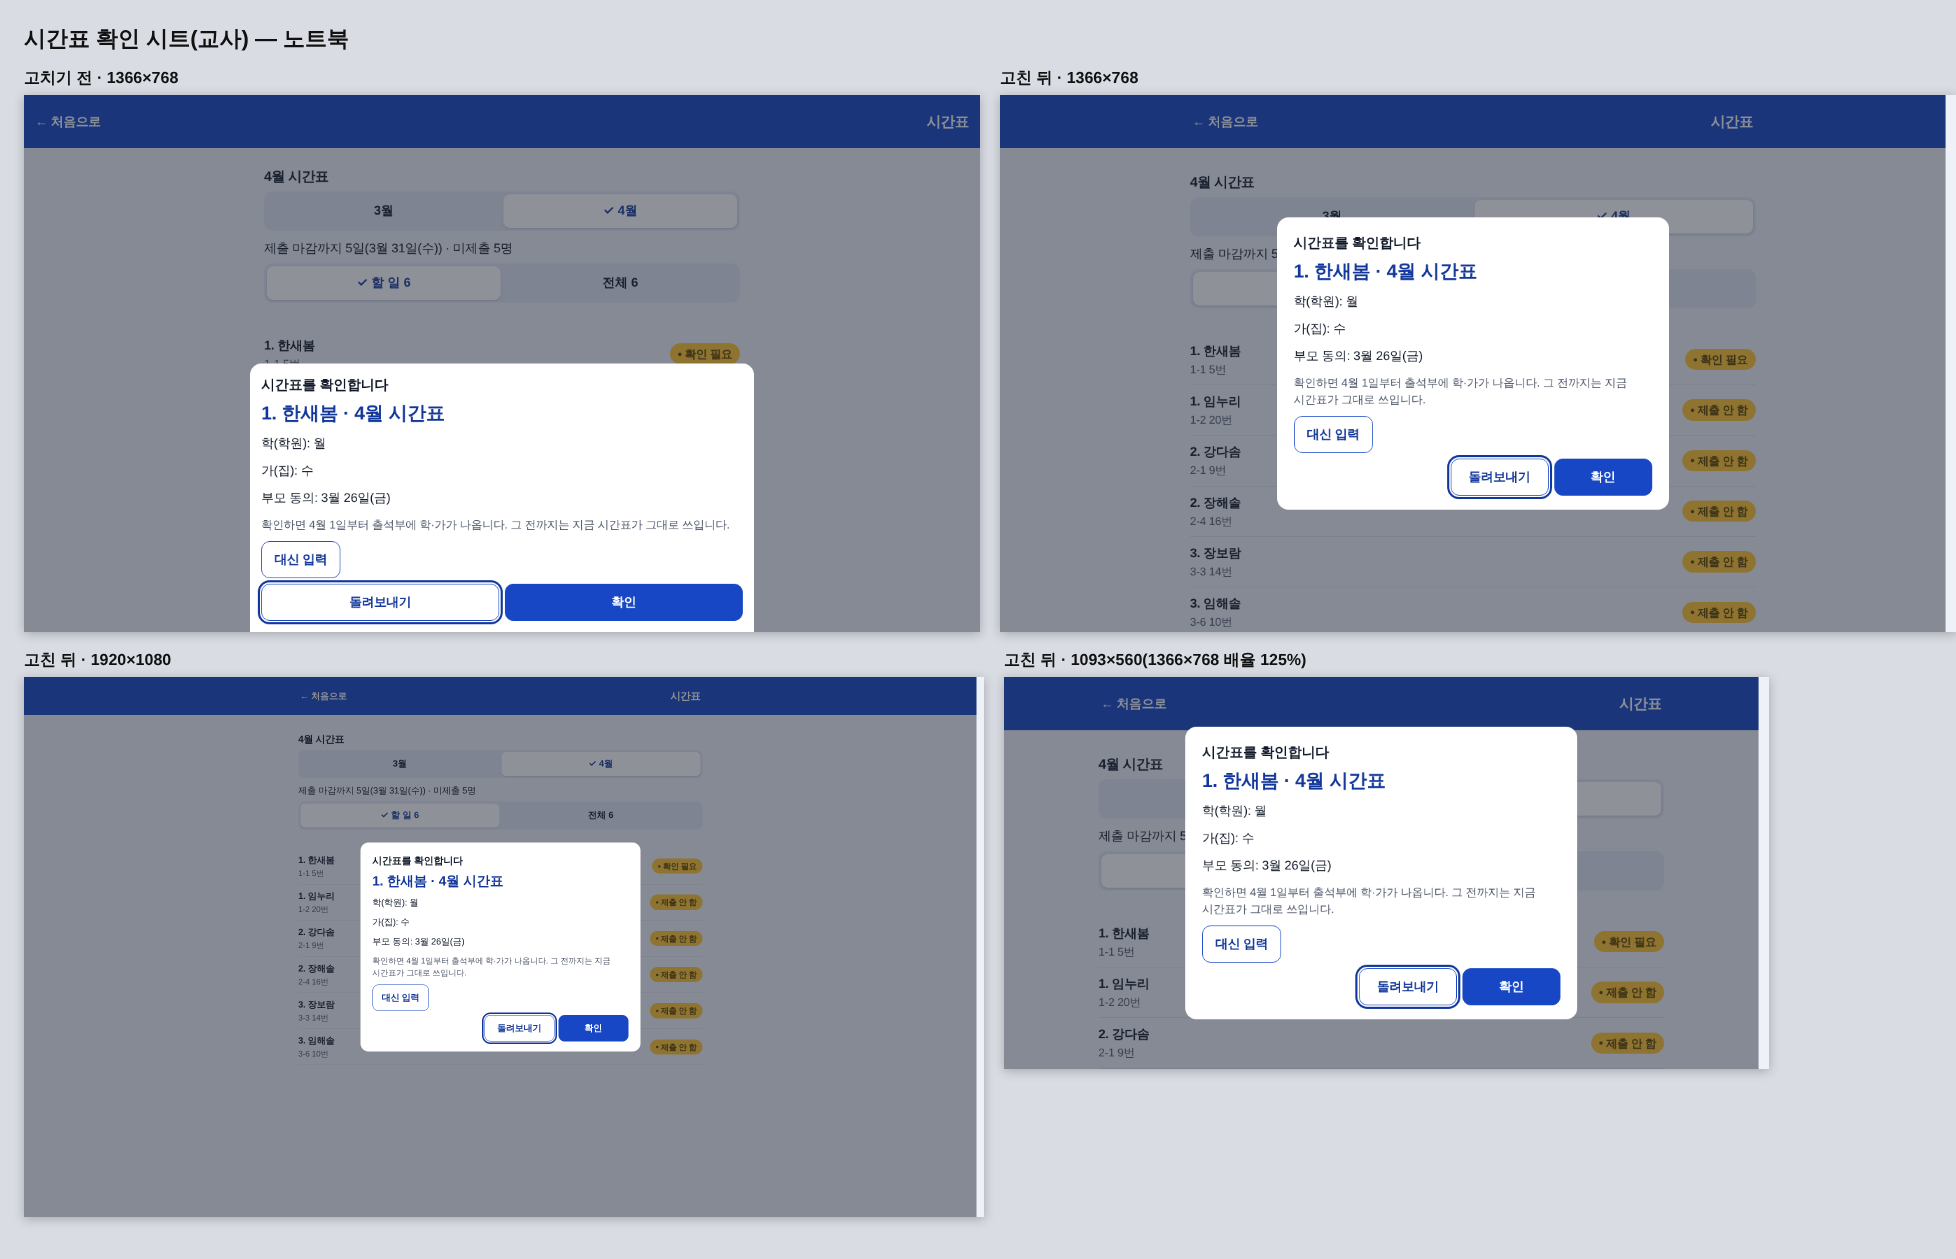 시간표 확인 시트(교사) — 노트북
고치기 전 · 1366×768
← 처음으로
시간표
4월 시간표
3월
✓ 4월
제출 마감까지 5일(3월 31일(수)) · 미제출 5명
✓ 할 일 6
전체 6
1. 한새봄
• 확인 필요
시간표를 확인합니다
1. 한새봄 · 4월 시간표
학(학원): 월
가(집): 수
부모 동의: 3월 26일(금)
확인하면 4월 1일부터 출석부에 학·가가 나옵니다. 그 전까지는 지금 시간표가 그대로 쓰입니다.
대신 입력
돌려보내기
확인
고친 뒤 · 1366×768
← 처음으로
시간표
4월 시간표
3월
✓ 4월
제출 마감까지 5
시간표를 확인합니다
1. 한새봄 · 4월 시간표
학(학원): 월
가(집): 수
부모 동의: 3월 26일(금)
확인하면 4월 1일부터 출석부에 학·가가 나옵니다. 그 전까지는 지금
시간표가 그대로 쓰입니다.
대신 입력
돌려보내기
확인
1. 한새봄
1-1 5번
• 확인 필요
1. 임누리
1-2 20번
• 제출 안 함
2. 강다솜
2-1 9번
• 제출 안 함
2. 장해솔
2-4 16번
• 제출 안 함
3. 장보람
3-3 14번
• 제출 안 함
3. 임해솔
3-6 10번
• 제출 안 함
고친 뒤 · 1920×1080
← 처음으로
시간표
4월 시간표
3월
✓ 4월
제출 마감까지 5일(3월 31일(수)) · 미제출 5명
✓ 할 일 6
전체 6
1. 한새봄
1-1 5번
• 확인 필요
1. 임누리
1-2 20번
• 제출 안 함
2. 강다솜
2-1 9번
• 제출 안 함
2. 장해솔
2-4 16번
• 제출 안 함
3. 장보람
3-3 14번
• 제출 안 함
3. 임해솔
3-6 10번
• 제출 안 함
시간표를 확인합니다
1. 한새봄 · 4월 시간표
학(학원): 월
가(집): 수
부모 동의: 3월 26일(금)
확인하면 4월 1일부터 출석부에 학·가가 나옵니다. 그 전까지는 지금
시간표가 그대로 쓰입니다.
대신 입력
돌려보내기
확인
고친 뒤 · 1093×560(1366×768 배율 125%)
← 처음으로
시간표
4월 시간표
제출 마감까지 5
시간표를 확인합니다
1. 한새봄 · 4월 시간표
학(학원): 월
가(집): 수
부모 동의: 3월 26일(금)
확인하면 4월 1일부터 출석부에 학·가가 나옵니다. 그 전까지는 지금
시간표가 그대로 쓰입니다.
대신 입력
돌려보내기
확인
1. 한새봄
1-1 5번
• 확인 필요
1. 임누리
1-2 20번
• 제출 안 함
2. 강다솜
2-1 9번
• 제출 안 함